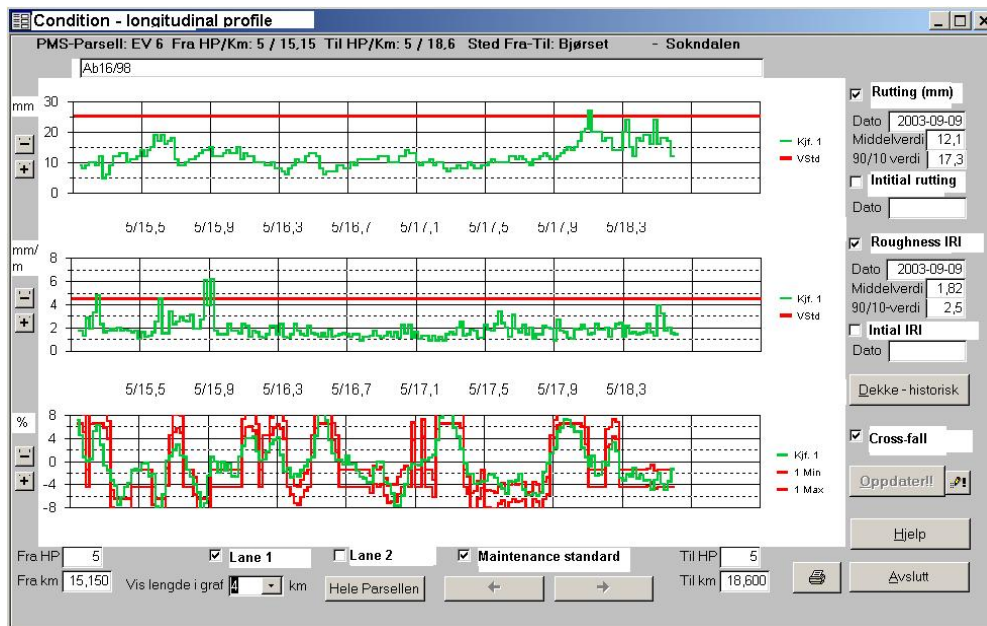 Condition - longitudinal profile
PMS-Parsell: EV 6 Fra HP/Km: 5 / 15,15 Til HP/Km: 5 / 18,6 Sted Fra-Til: Bjørset - Sokndalen
Ab16/98
mm
30
20
10
0
Kjf. 1
VStd
5/15,5 5/15,9 5/16,3 5/16,7 5/17,1 5/17,5 5/17,9 5/18,3
mm/
m
8
6
4
2
0
Kjf. 1
VStd
5/15,5 5/15,9 5/16,3 5/16,7 5/17,1 5/17,5 5/17,9 5/18,3
%
8
4
0
-4
-8
Kjf. 1
1 Min
1 Max
Rutting (mm)
Dato 2003-09-09
Middelverdi 12,1
90/10 verdi 17,3
Intitial rutting
Dato
Roughness IRI
Dato 2003-09-09
Middelverdi 1,82
90/10-verdi 2,5
Intial IRI
Dato
Dekke - historisk
Cross-fall
Oppdater!!
Hjelp
Avslutt
Fra HP 5 Lane 1 Lane 2 Maintenance standard Til HP 5
Fra km 15,150 Vis lengde i graf 4 km Hele Parsellen Til km 18,600